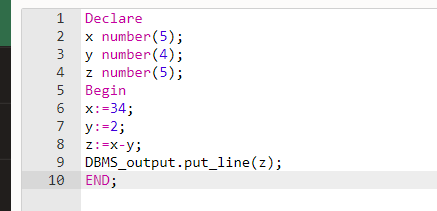 1 Declare
2 x number(5);
3 y number(4);
4 z number(5);
5 Begin
6 x:=34;
7 y:=2;
8 z:=x-y;
9 DBMS_output.put_line(z);
10 END;